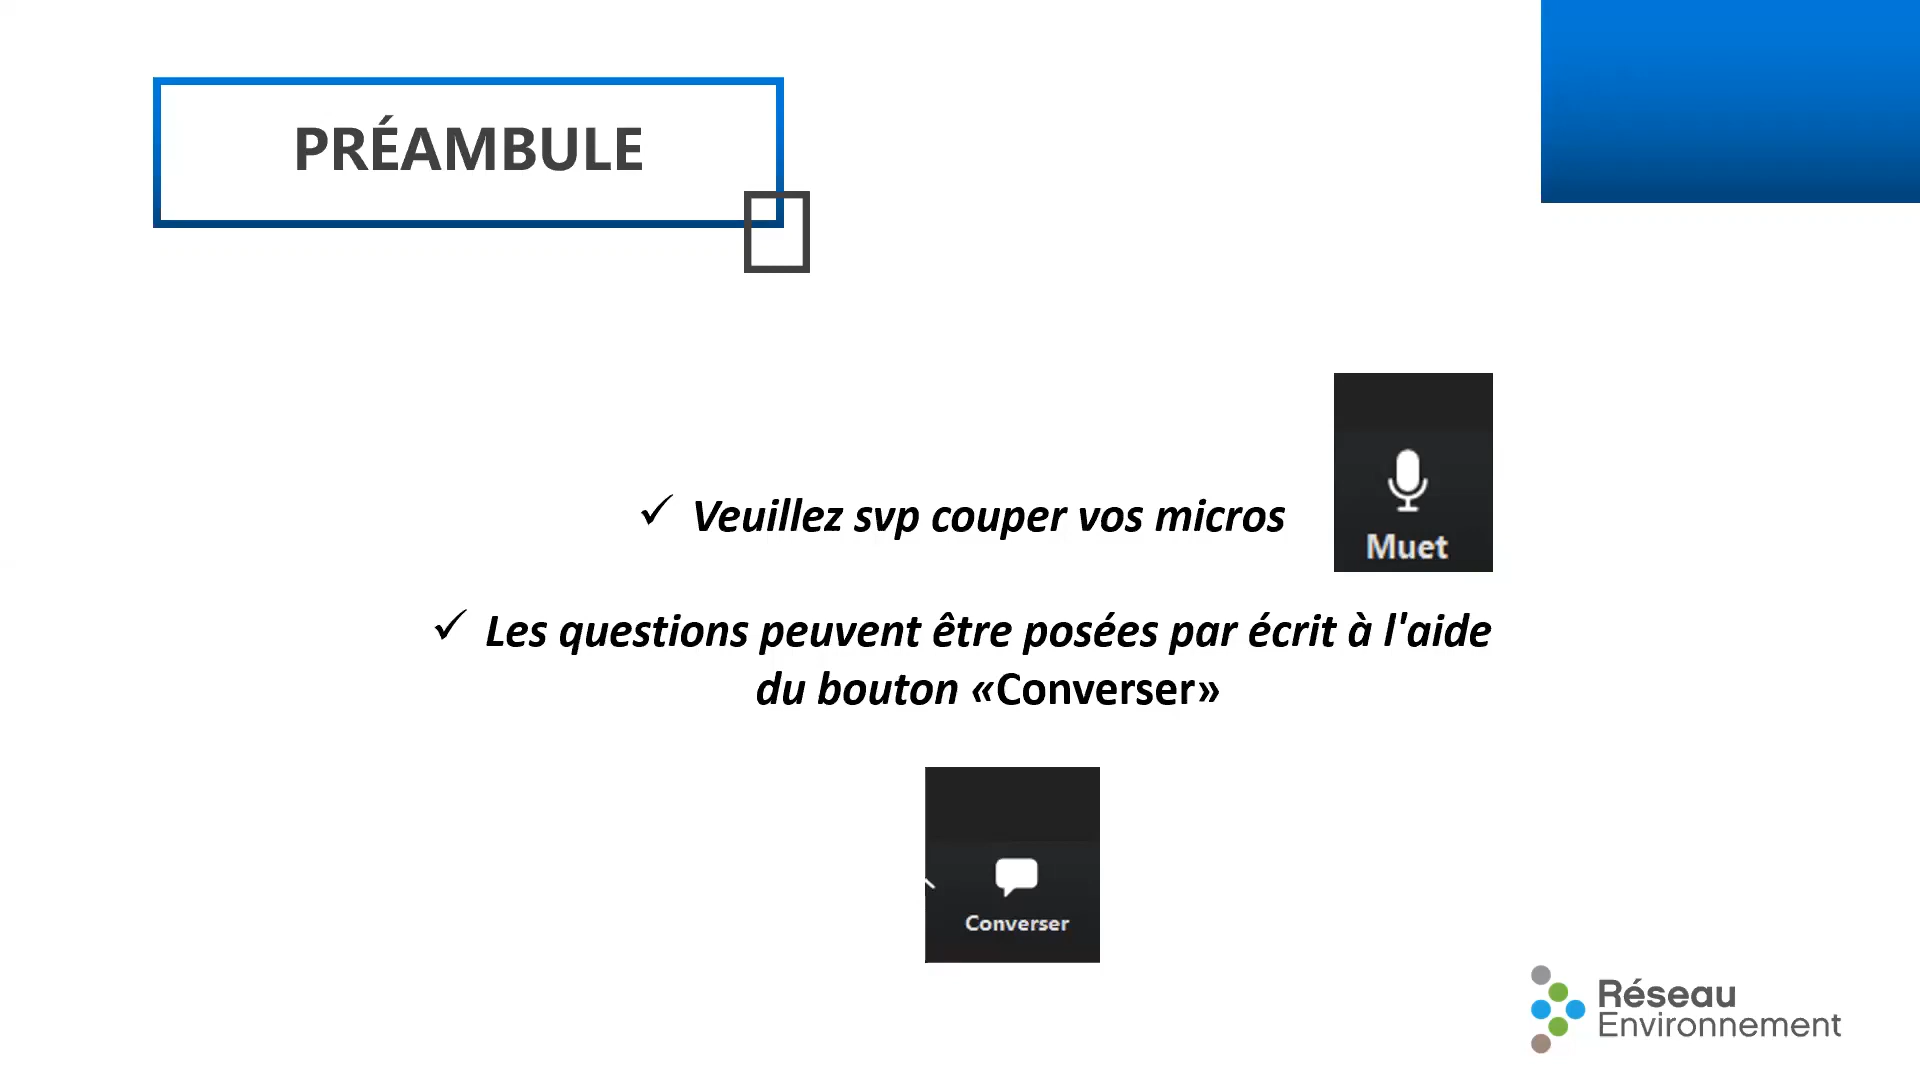 PRÉAMBULE
✓ Veuillez svp couper vos micros
Muet
✓ Les questions peuvent être posées par écrit à l'aide
du bouton «Converser»
Converser
Réseau
Environnement